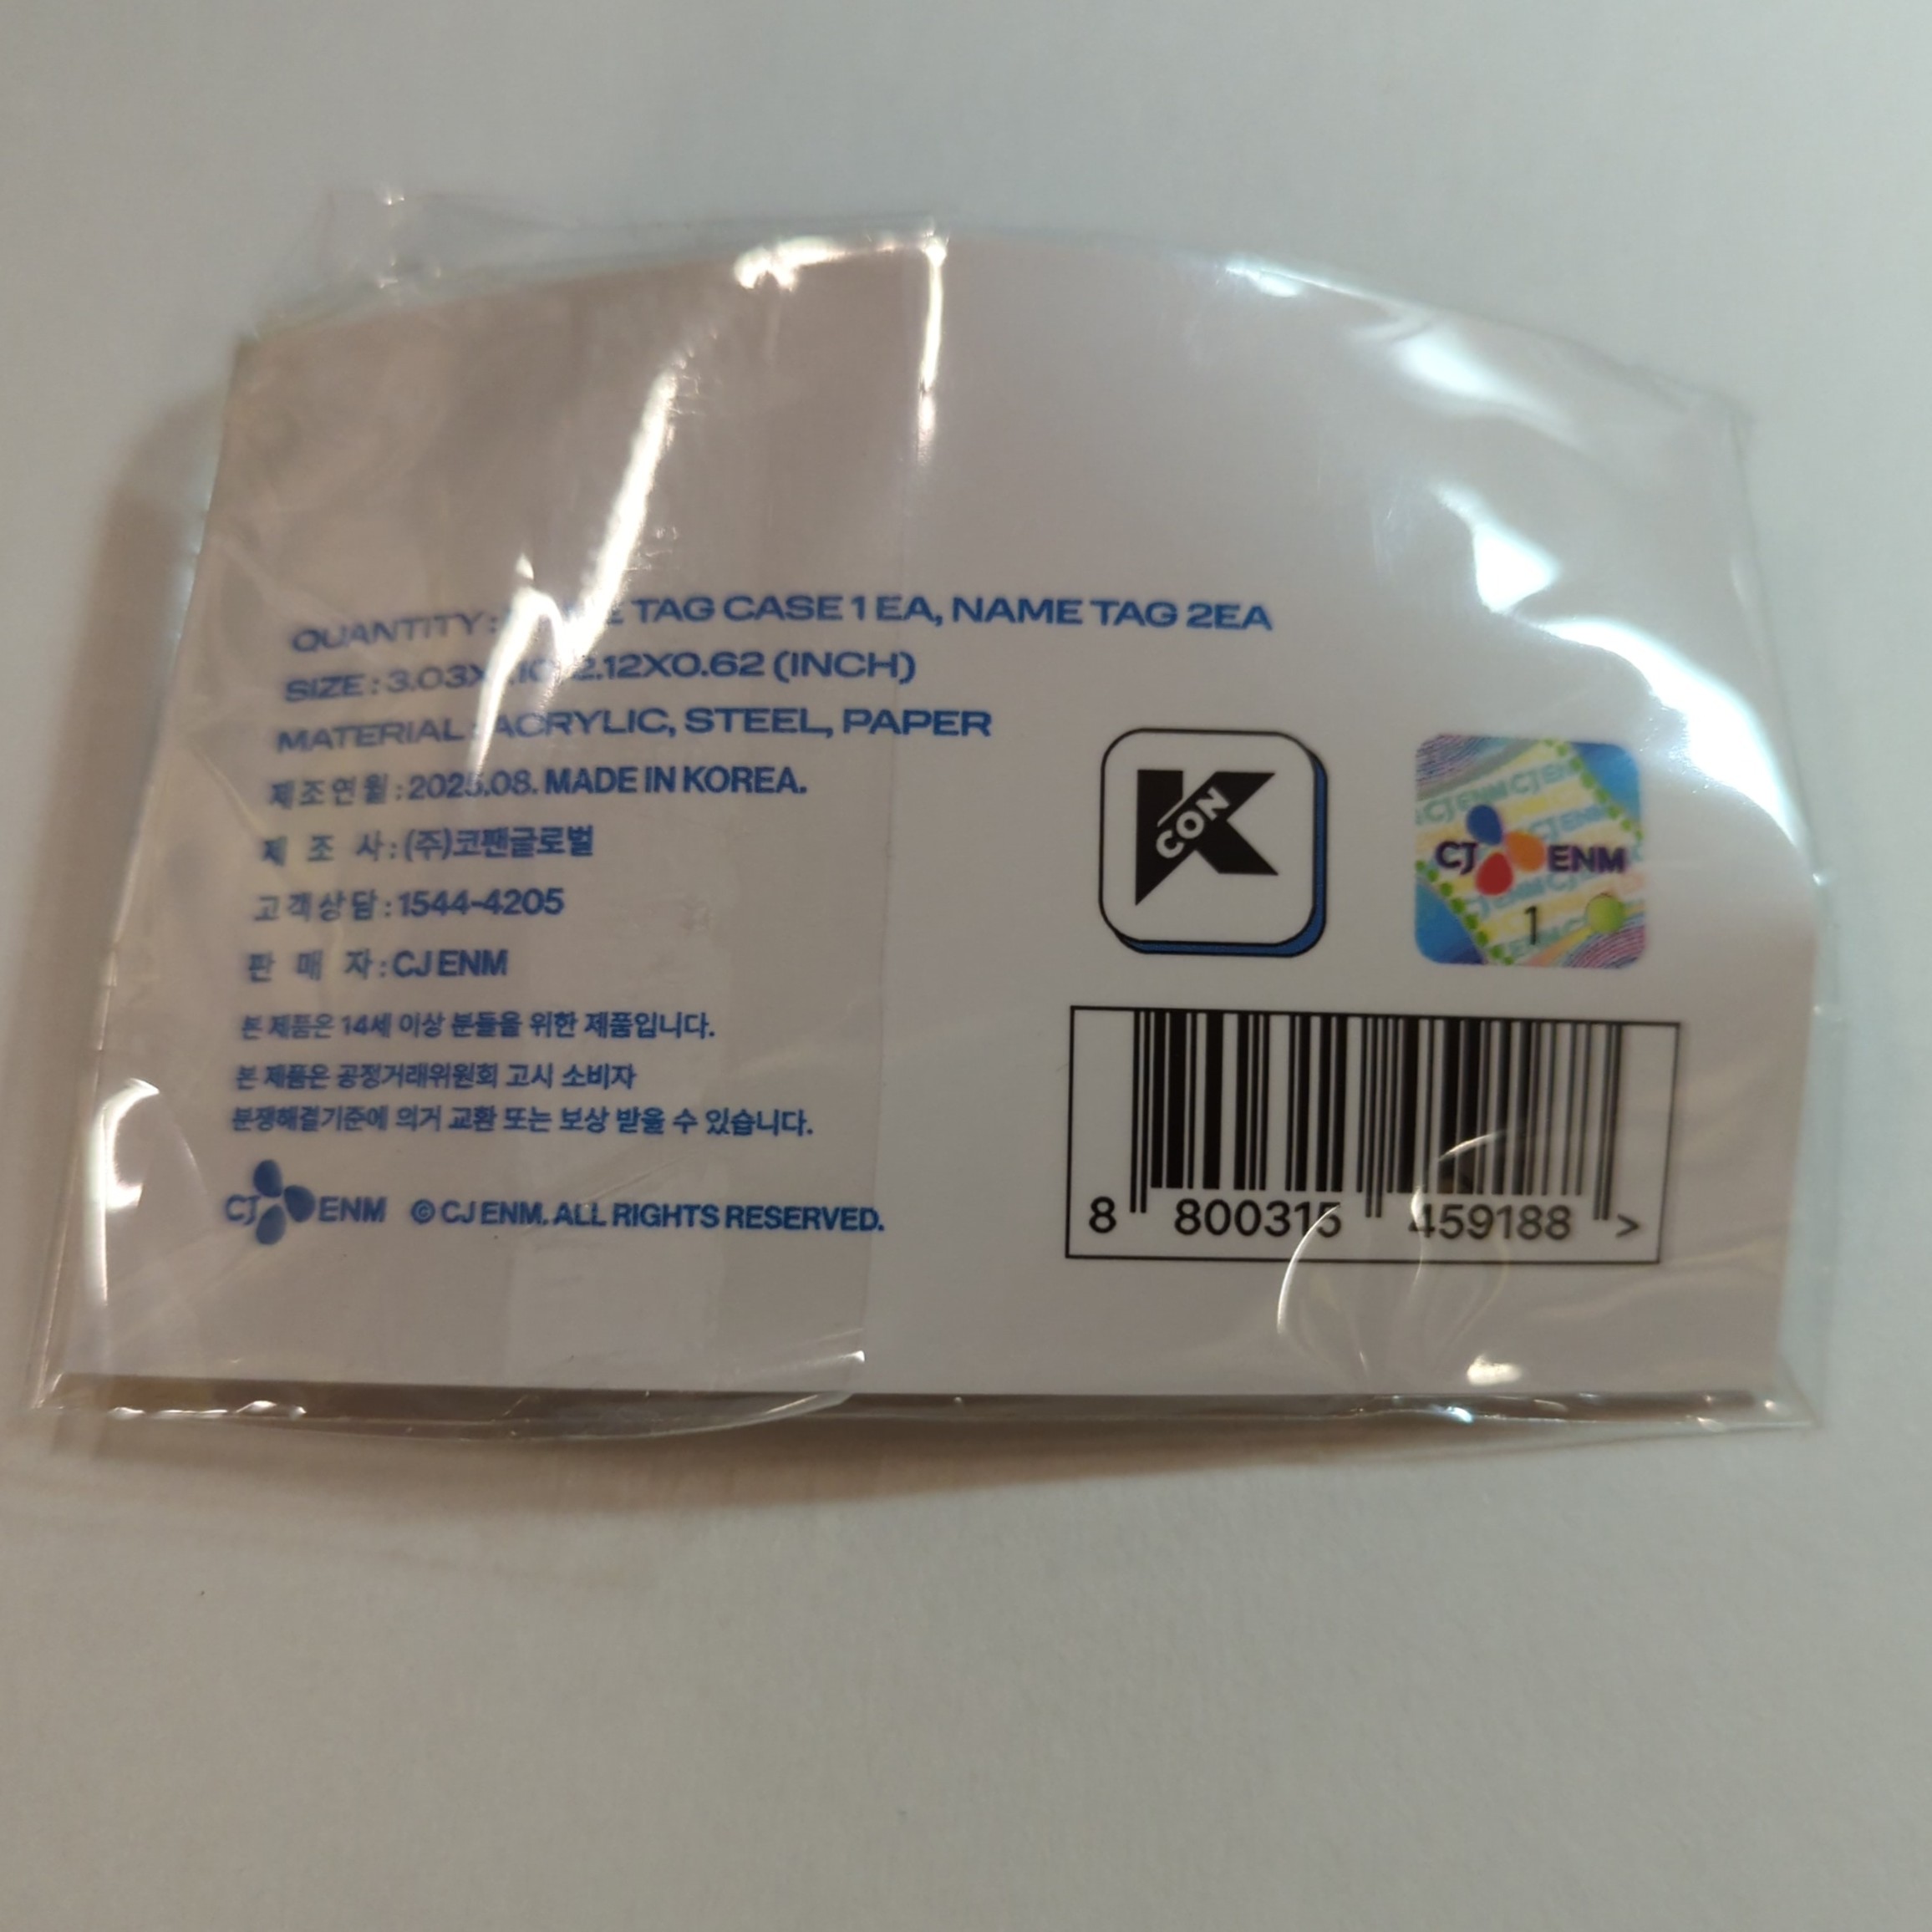 QUANTITY : TAG CASE 1 EA, NAME TAG 2EA
SIZE : 2.12X0.62 (INCH)
MATERIAL : ACRYLIC, STEEL, PAPER
제조연월 : 2025.08. MADE IN KOREA.
제 조 사 : (주)코팬글로벌
고객상담 : 1544-4205
판 매 자 : CJ ENM
본 제품은 14세 이상 분들을 위한 제품입니다.
본 제품은 공정거래위원회 고시 소비자
분쟁해결기준에 의거 교환 또는 보상 받을 수 있습니다.
CJ ENM © CJ ENM. ALL RIGHTS RESERVED.
KCON
CJ ENM
1
8 800315 459188 >